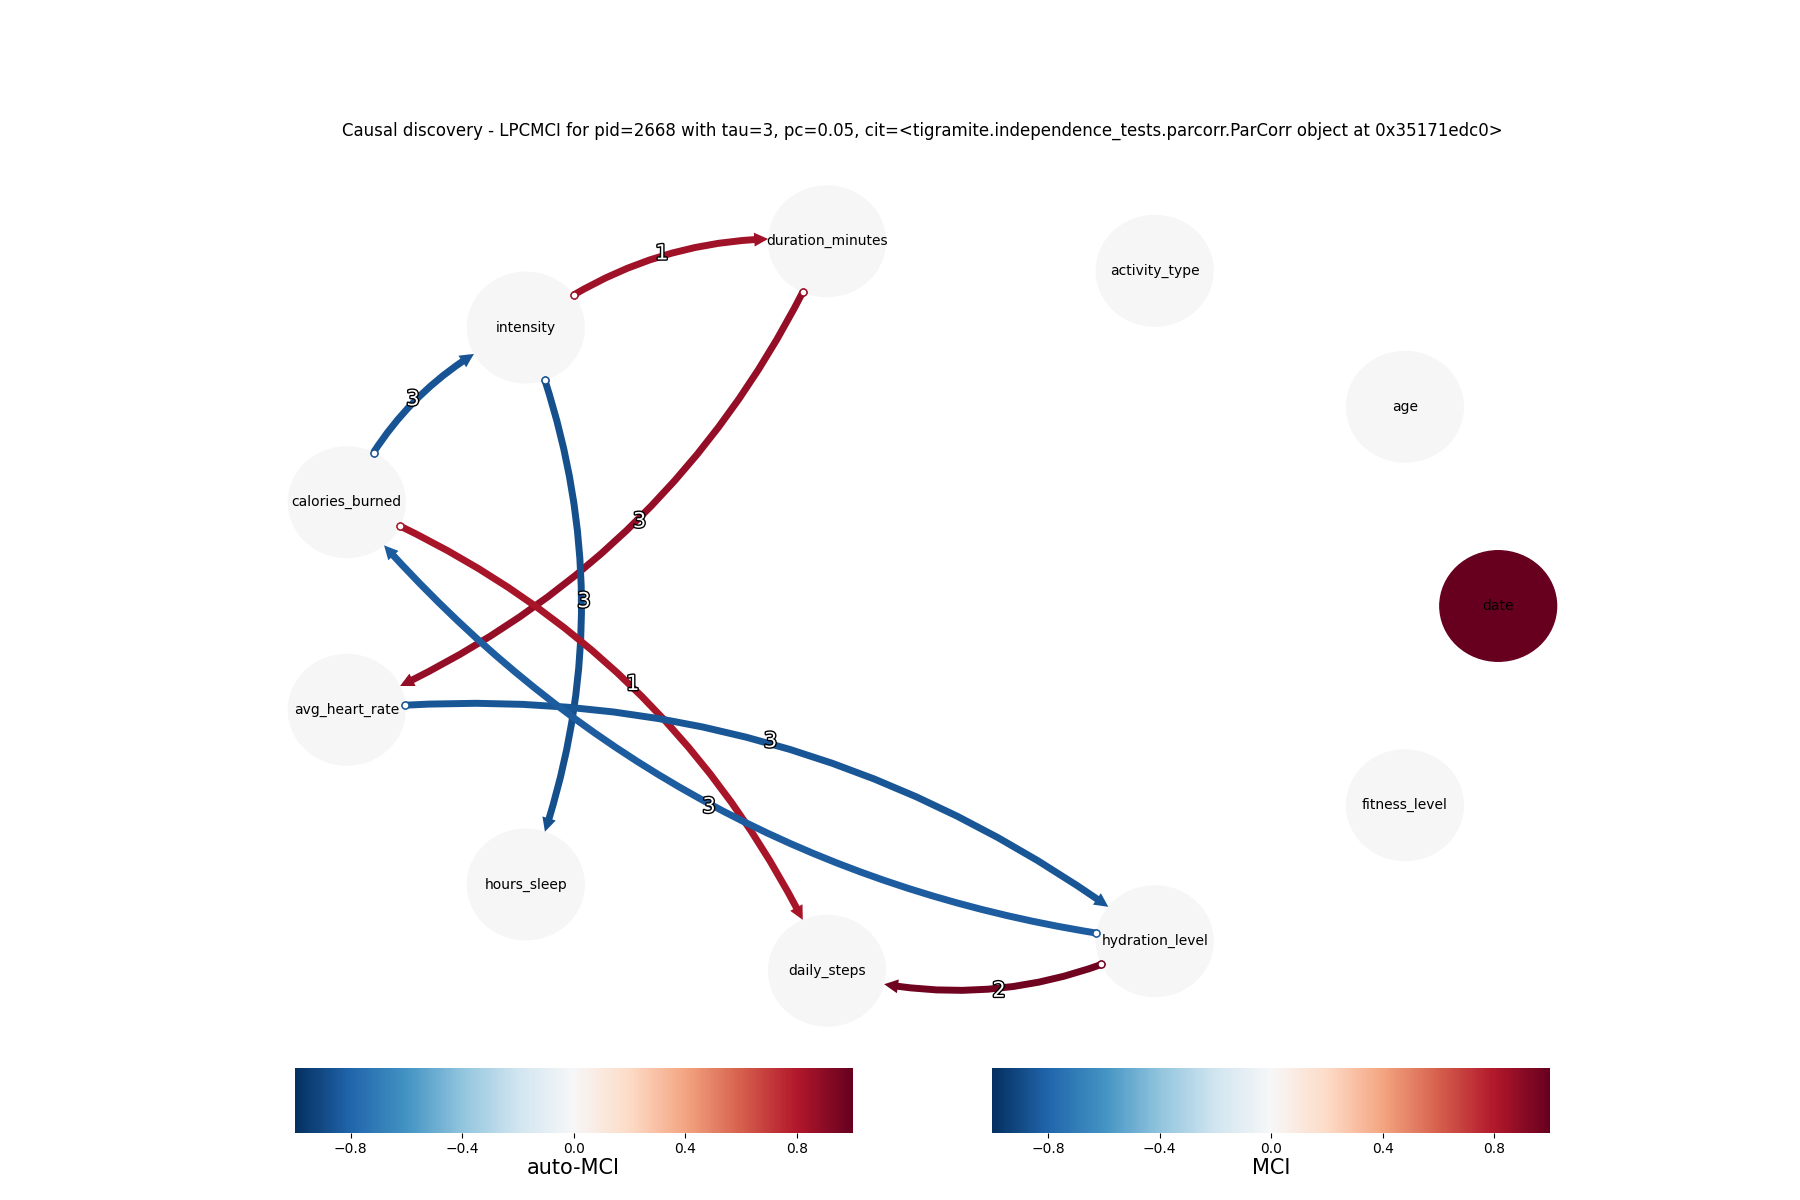 Causal discovery - LPCMCI for pid=2668 with tau=3, pc=0.05, cit=<tigramite.independence_tests.parcorr.ParCorr object at 0x35171edc0>
duration_minutes
1
activity_type
intensity
3
age
calories_burned
3
3
date
1
avg_heart_rate
3
3
fitness_level
hours_sleep
hydration_level
daily_steps
2
−0.8 −0.4 0.0 0.4 0.8
auto-MCI
−0.8 −0.4 0.0 0.4 0.8
MCI